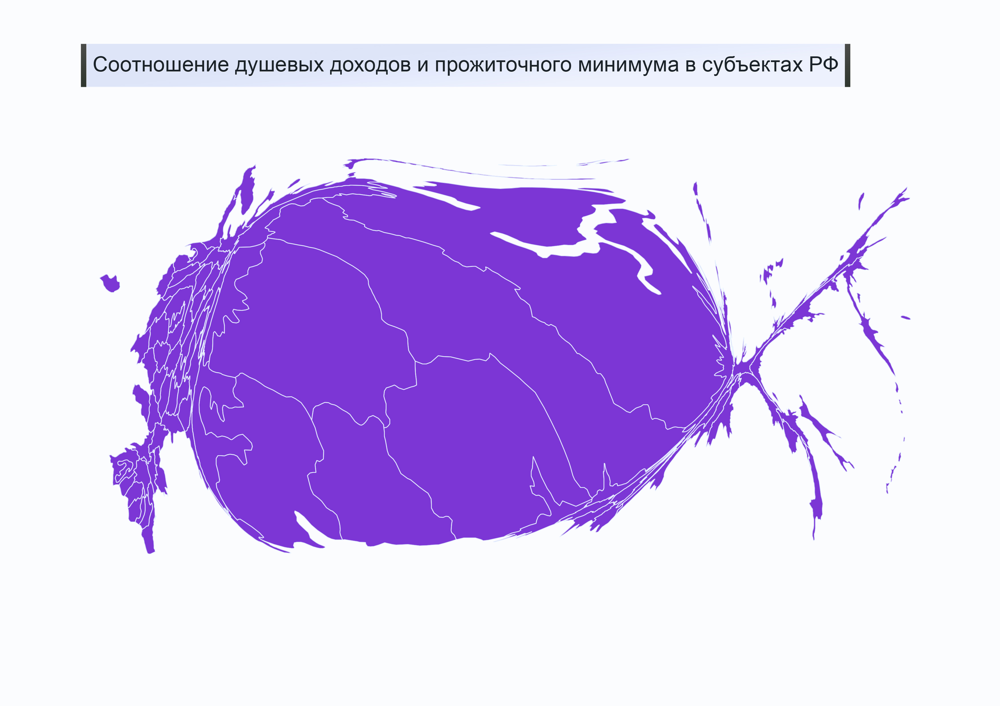 Соотношение душевых доходов и прожиточного минимума в субъектах РФ